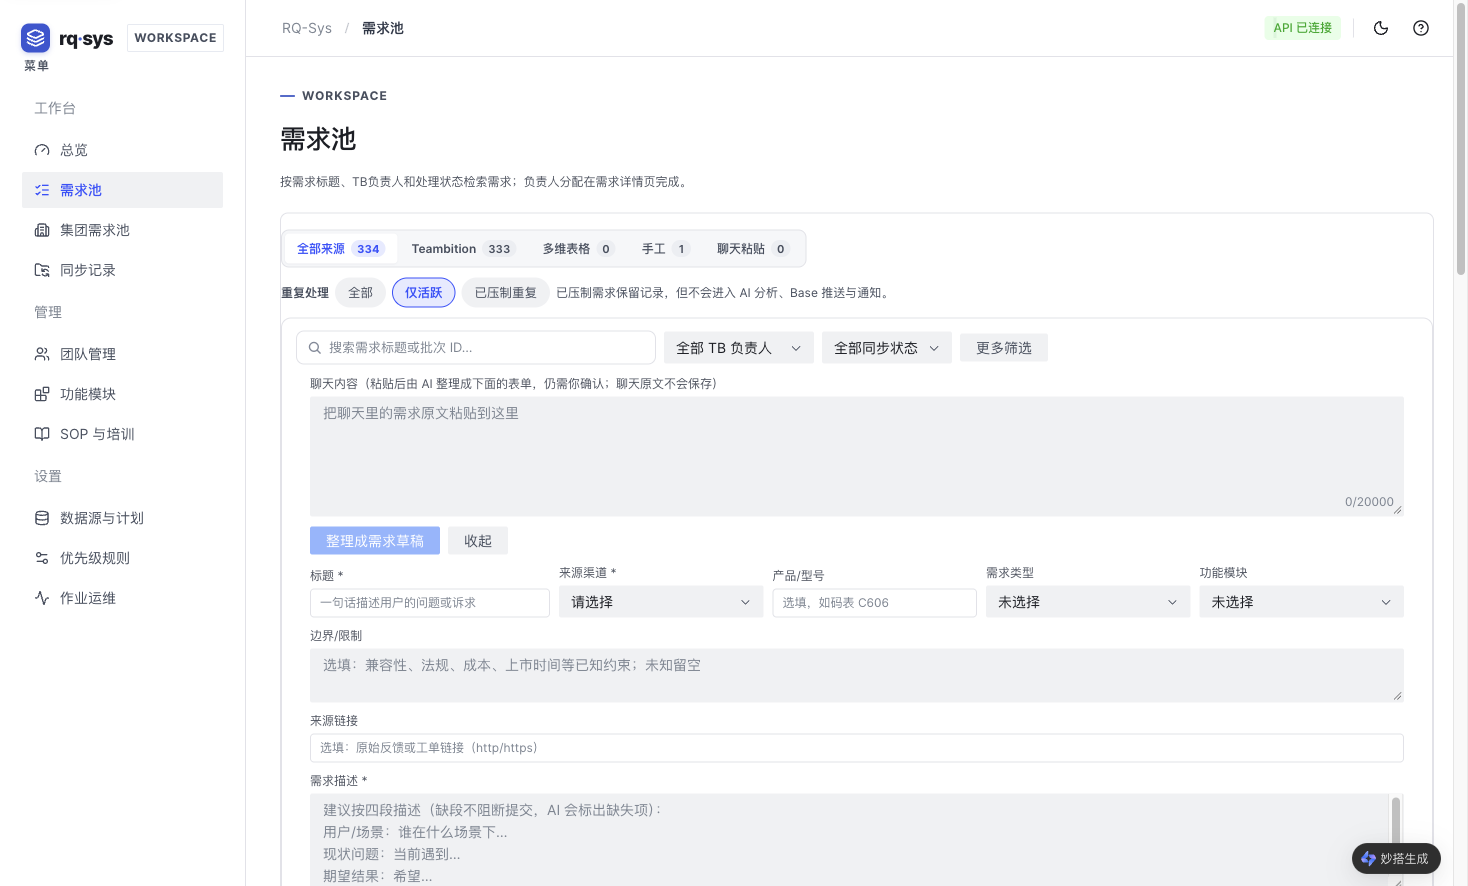 rq·sys WORKSPACE
菜单
工作台
总览
需求池
集团需求池
同步记录
管理
团队管理
功能模块
SOP 与培训
设置
数据源与计划
优先级规则
作业运维
RQ-Sys / 需求池
API 已连接
WORKSPACE
需求池
按需求标题、TB负责人和处理状态检索需求；负责人分配在需求详情页完成。
全部来源 334 Teambition 333 多维表格 0 手工 1 聊天粘贴 0
重复处理 全部 仅活跃 已压制重复 已压制需求保留记录，但不会进入 AI 分析、Base 推送与通知。
搜索需求标题或批次 ID... 全部 TB 负责人 全部同步状态 更多筛选
聊天内容（粘贴后由 AI 整理成下面的表单，仍需你确认；聊天原文不会保存）
把聊天里的需求原文粘贴到这里
0/20000
整理成需求草稿 收起
标题 * 来源渠道 * 产品/型号 需求类型 功能模块
一句话描述用户的问题或诉求 请选择 选填，如码表 C606 未选择 未选择
边界/限制
选填：兼容性、法规、成本、上市时间等已知约束；未知留空
来源链接
选填：原始反馈或工单链接（http/https）
需求描述 *
建议按四段描述（缺段不阻断提交，AI 会标出缺失项）：
用户/场景：谁在什么场景下...
现状问题：当前遇到...
期望结果：希望...
妙搭生成